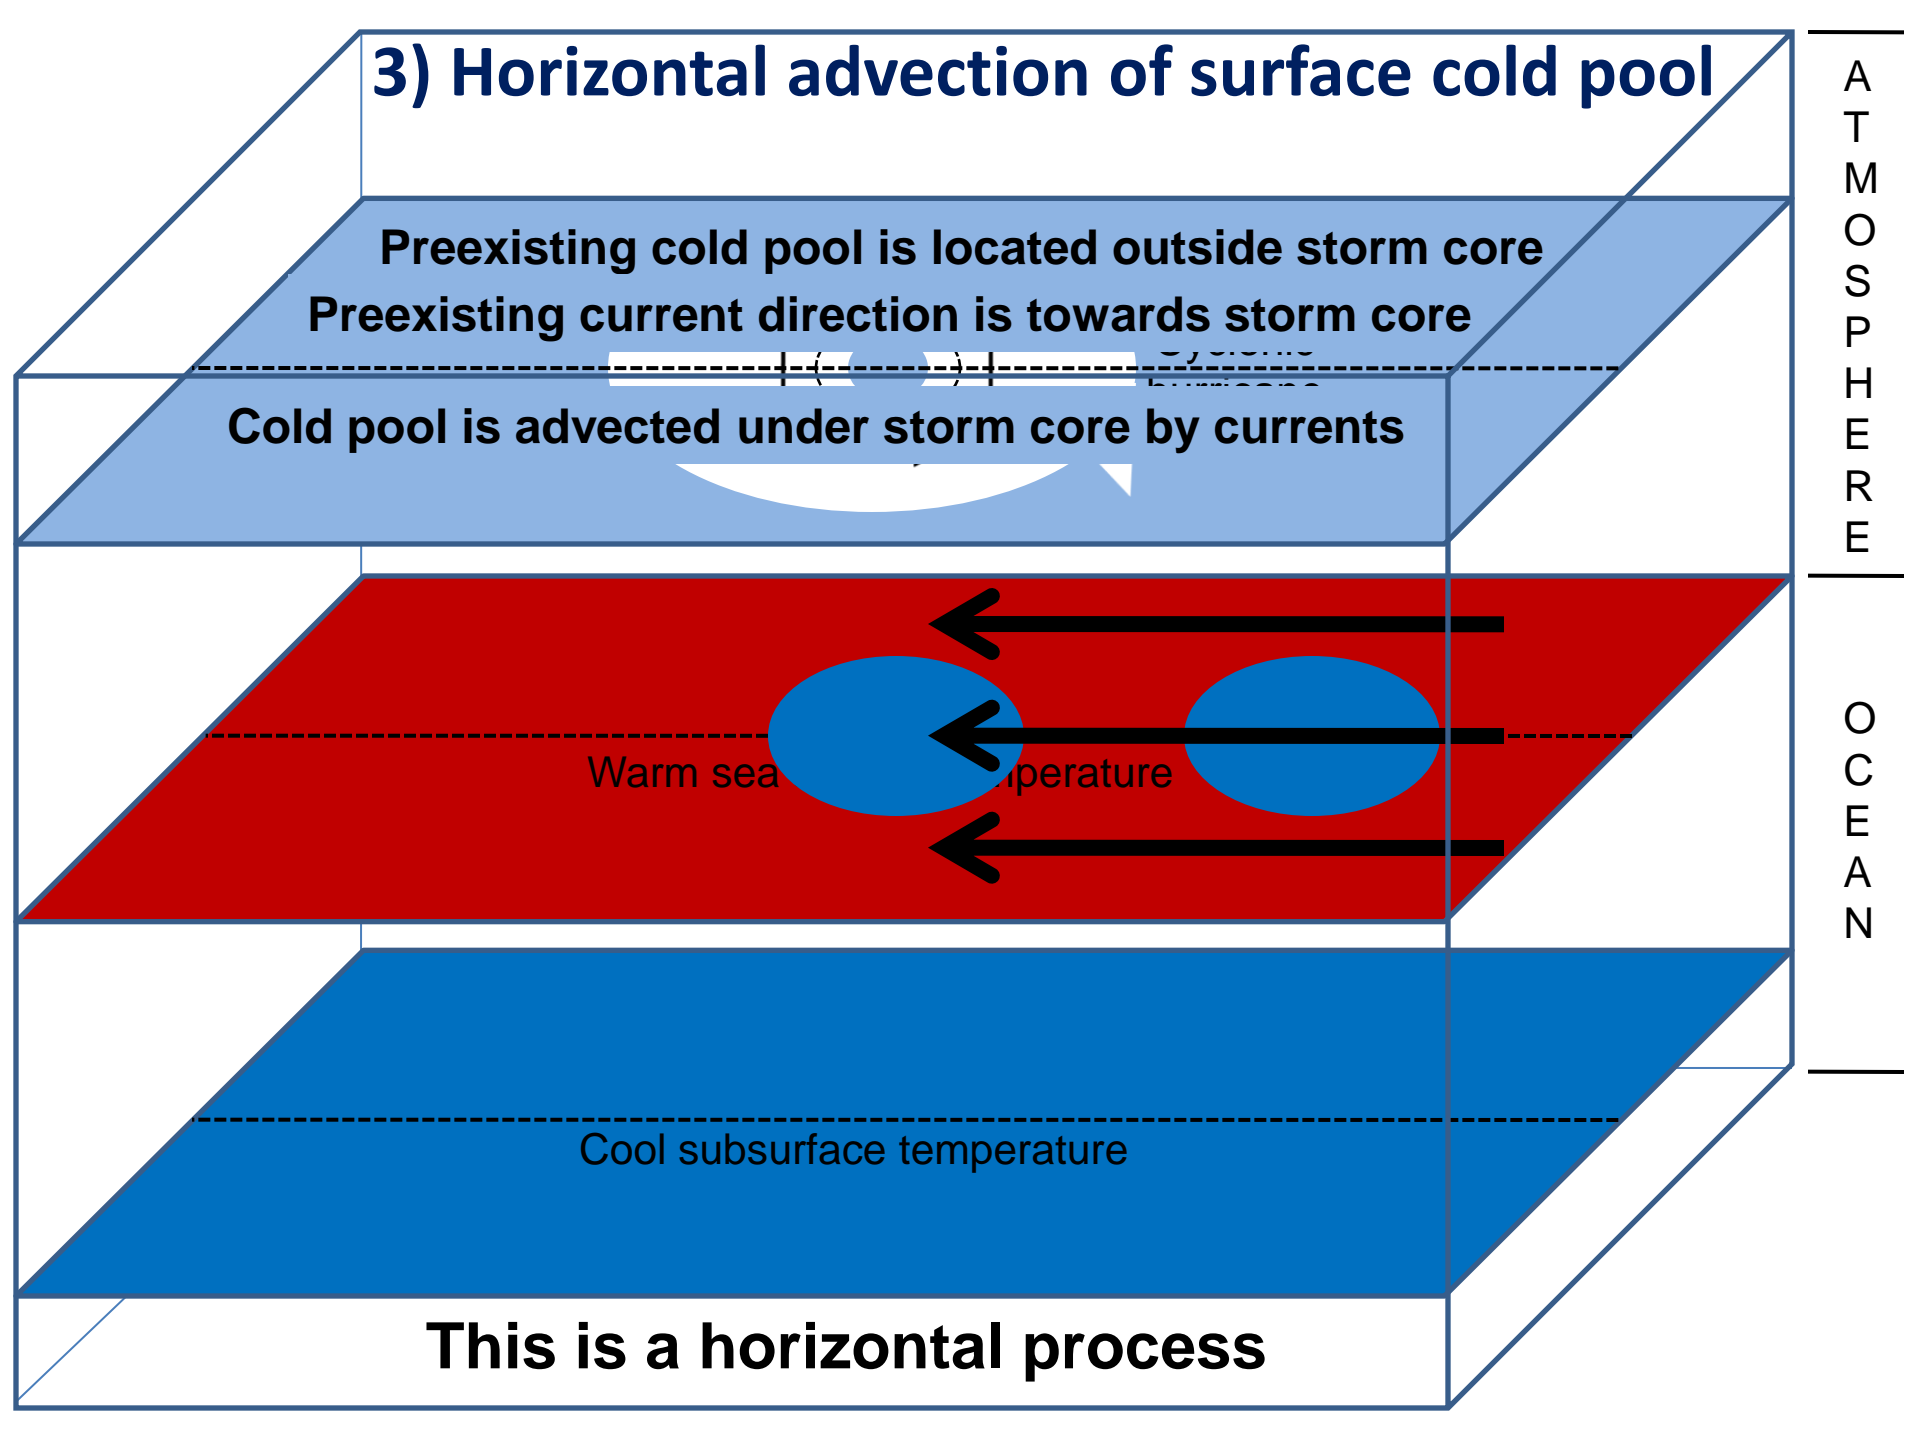 3) Horizontal advection of surface cold pool
Preexisting cold pool is located outside storm core
Preexisting current direction is towards storm core
Cold pool is advected under storm core by currents
Warm sea
Cool subsurface temperature
This is a horizontal process
ATMOSPHERE
OCEAN